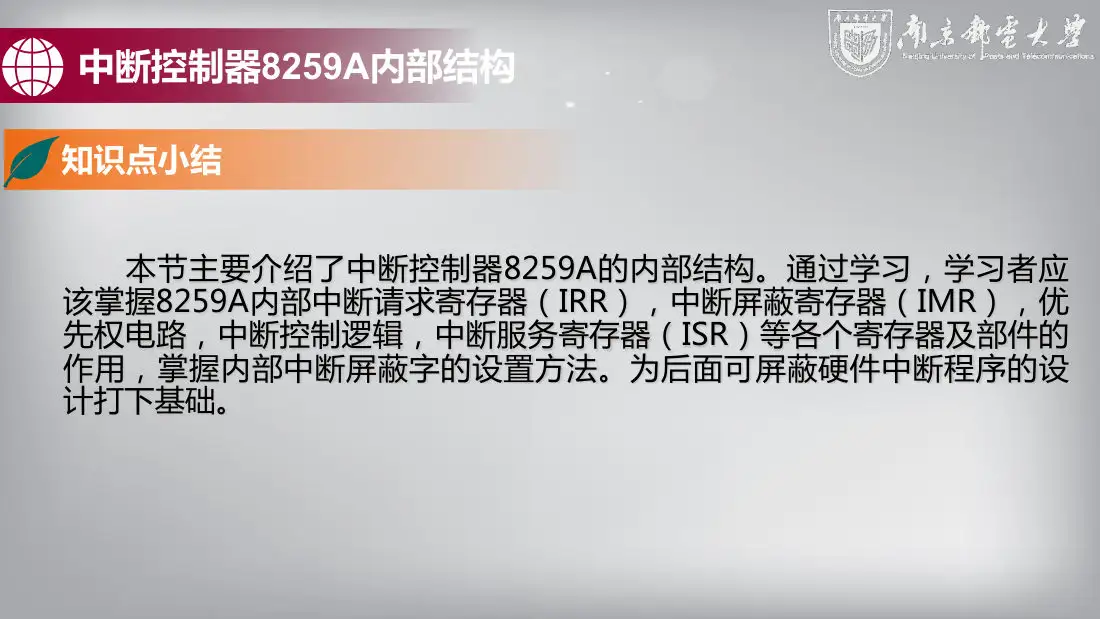 中断控制器8259A内部结构
南京邮电大学
Nanjing University of Posts and Telecommunications
知识点小结
本节主要介绍了中断控制器8259A的内部结构。通过学习，学习者应
该掌握8259A内部中断请求寄存器（IRR），中断屏蔽寄存器（IMR），优
先权电路，中断控制逻辑，中断服务寄存器（ISR）等各个寄存器及部件的
作用，掌握内部中断屏蔽字的设置方法。为后面可屏蔽硬件中断程序的设
计打下基础。